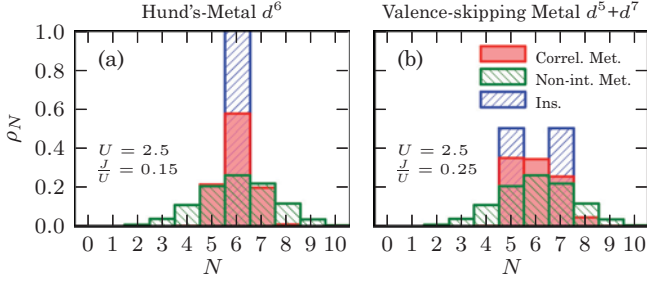 Hund's-Metal d⁶
Valence-skipping Metal d⁵+d⁷
ρ_N
1.0
0.8
0.6
0.4
0.2
0.0
(a)
U = 2.5
J/U = 0.15
0 1 2 3 4 5 6 7 8 9 10
N
(b)
Correl. Met.
Non-int. Met.
Ins.
U = 2.5
J/U = 0.25
0 1 2 3 4 5 6 7 8 9 10
N